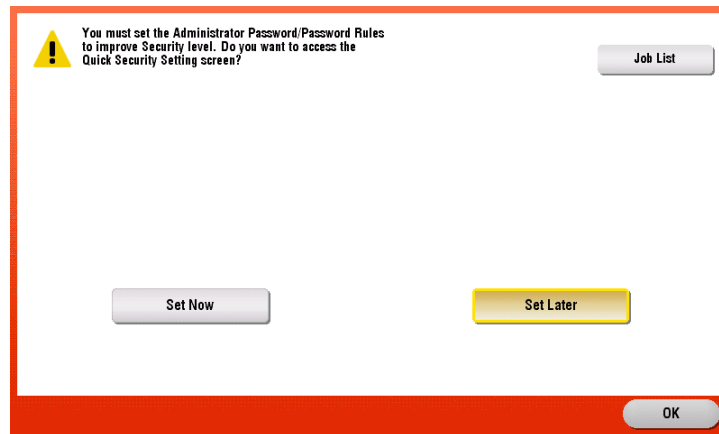 You must set the Administrator Password/Password Rules
to improve Security level. Do you want to access the
Quick Security Setting screen?
Job List
Set Now
Set Later
OK